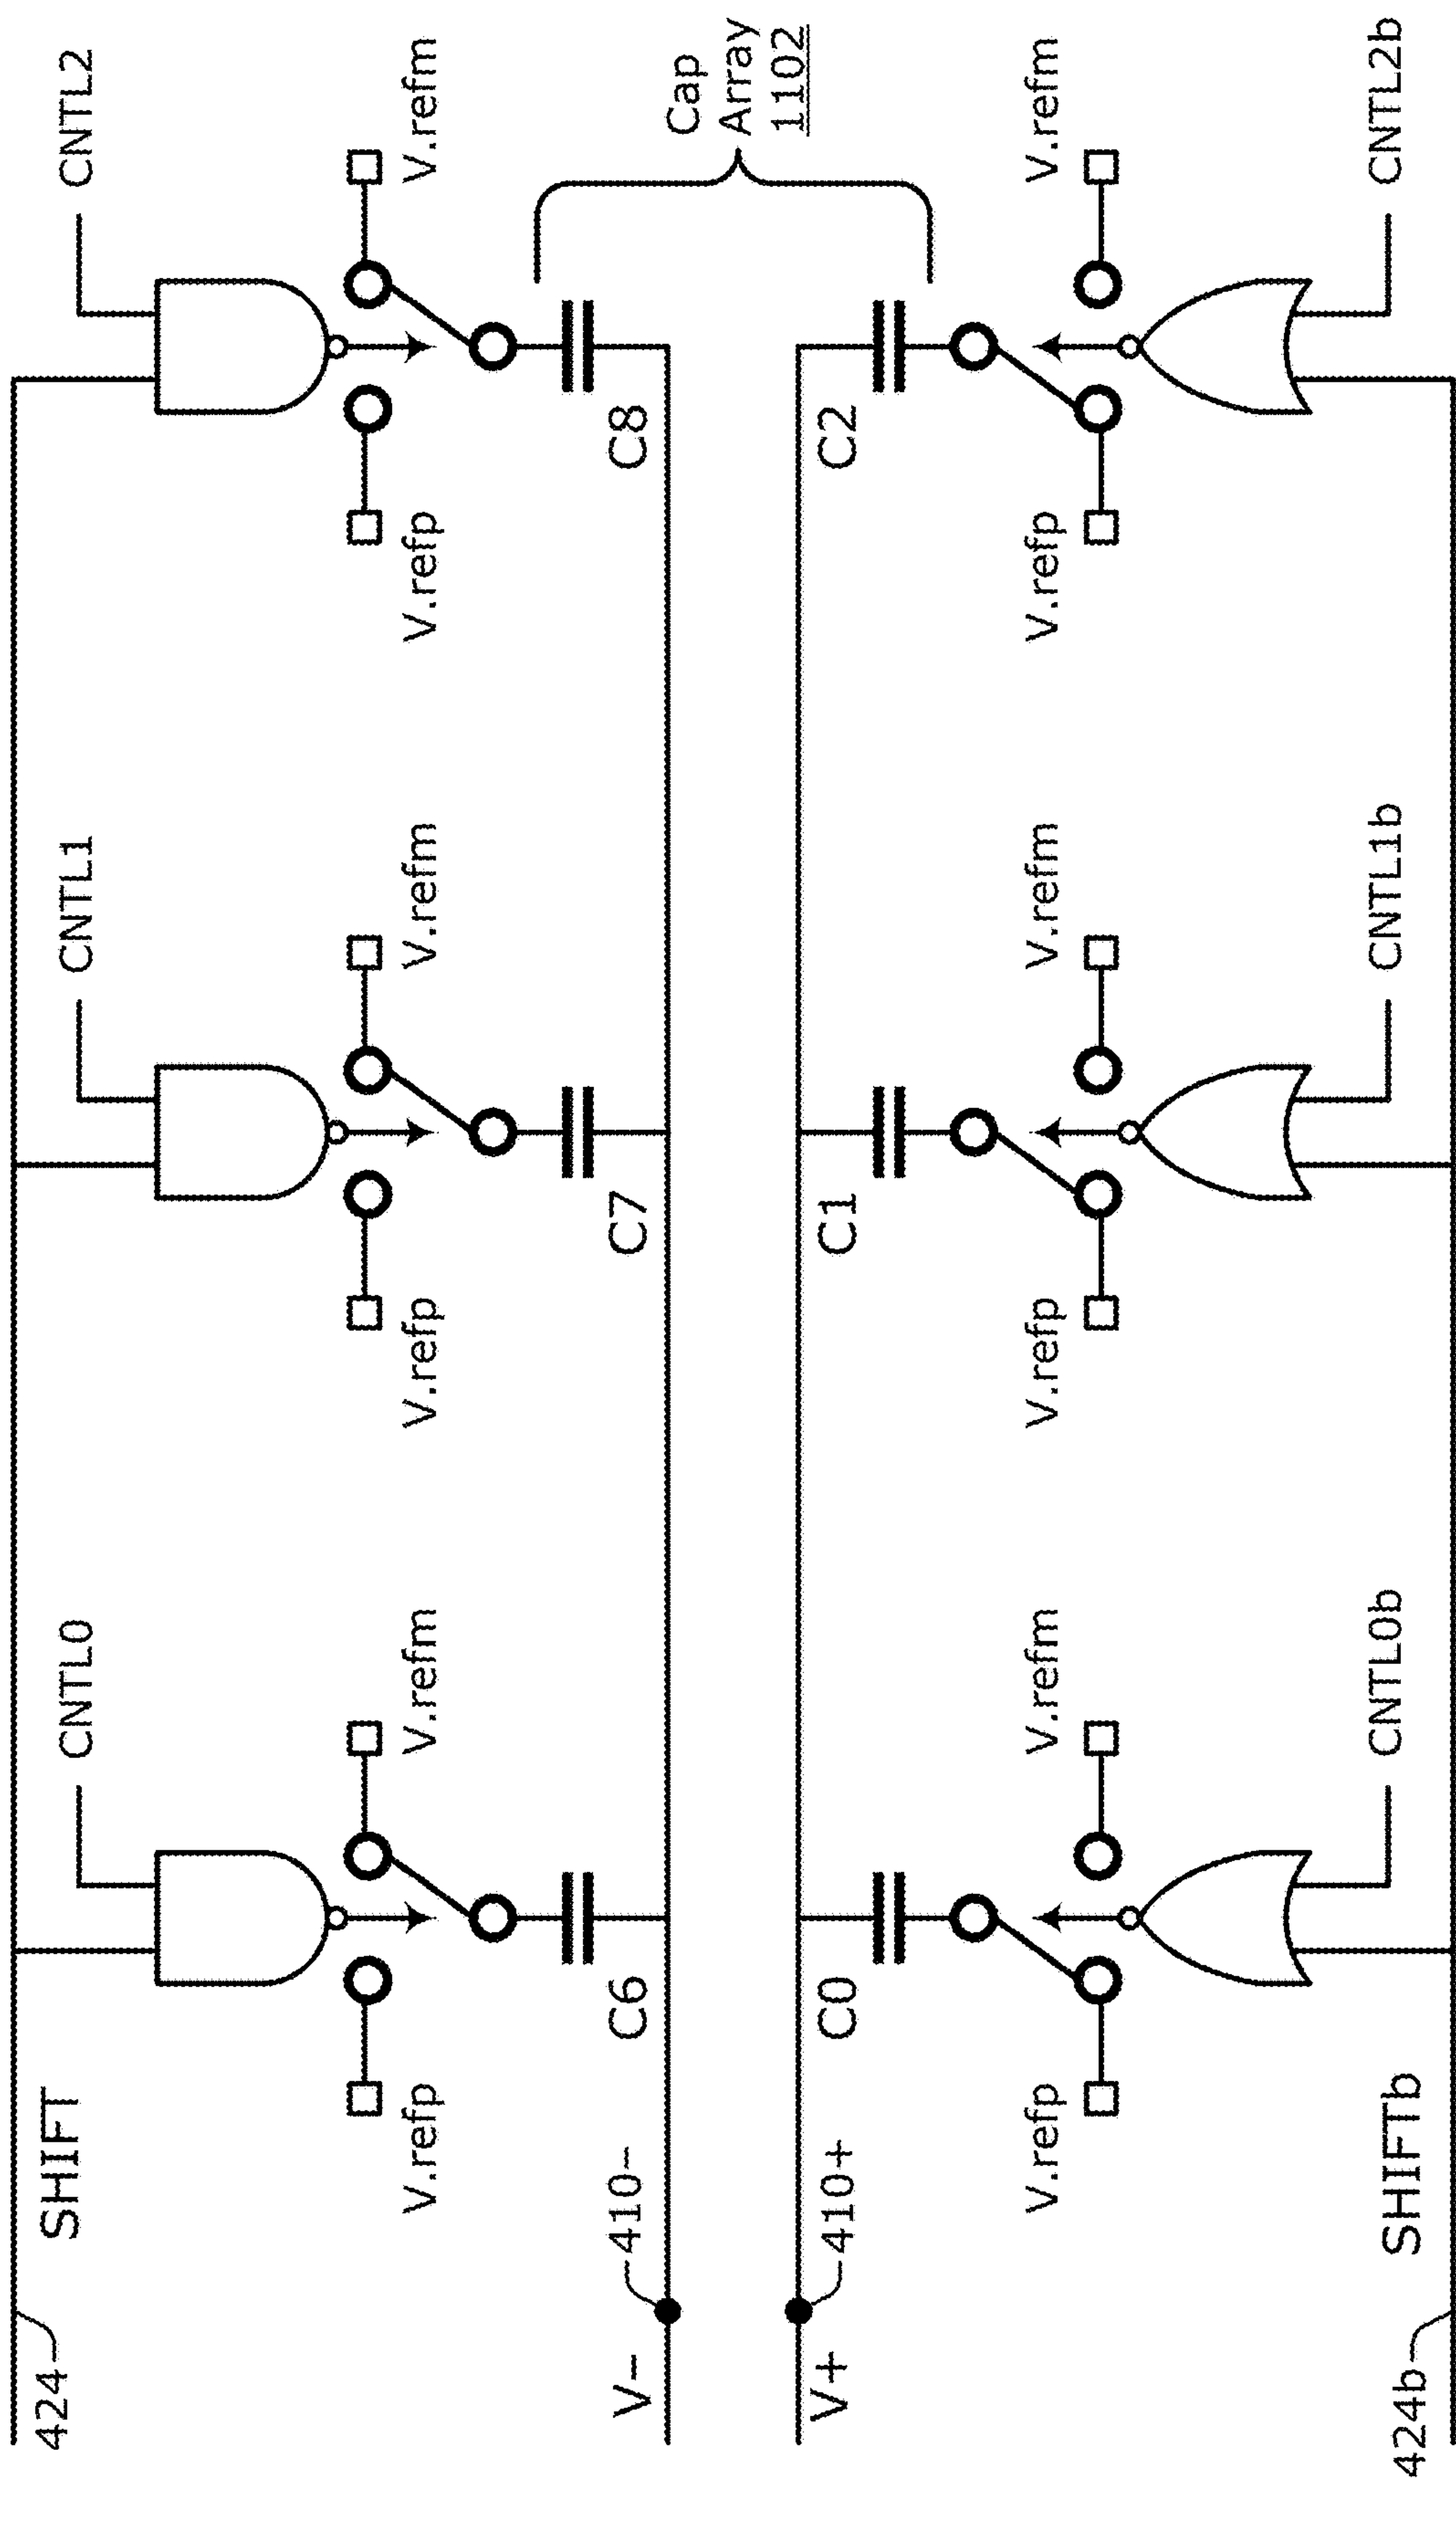 424
SHIFT
CNTL0
CNTL1
CNTL2
V.refp
V.refm
V.refp
V.refm
V.refp
V.refm
V−
410−
C6
C7
C8
Cap
Array
1102
V+
410+
C0
C1
C2
V.refp
V.refm
V.refp
V.refm
V.refp
V.refm
424b
SHIFTb
CNTL0b
CNTL1b
CNTL2b